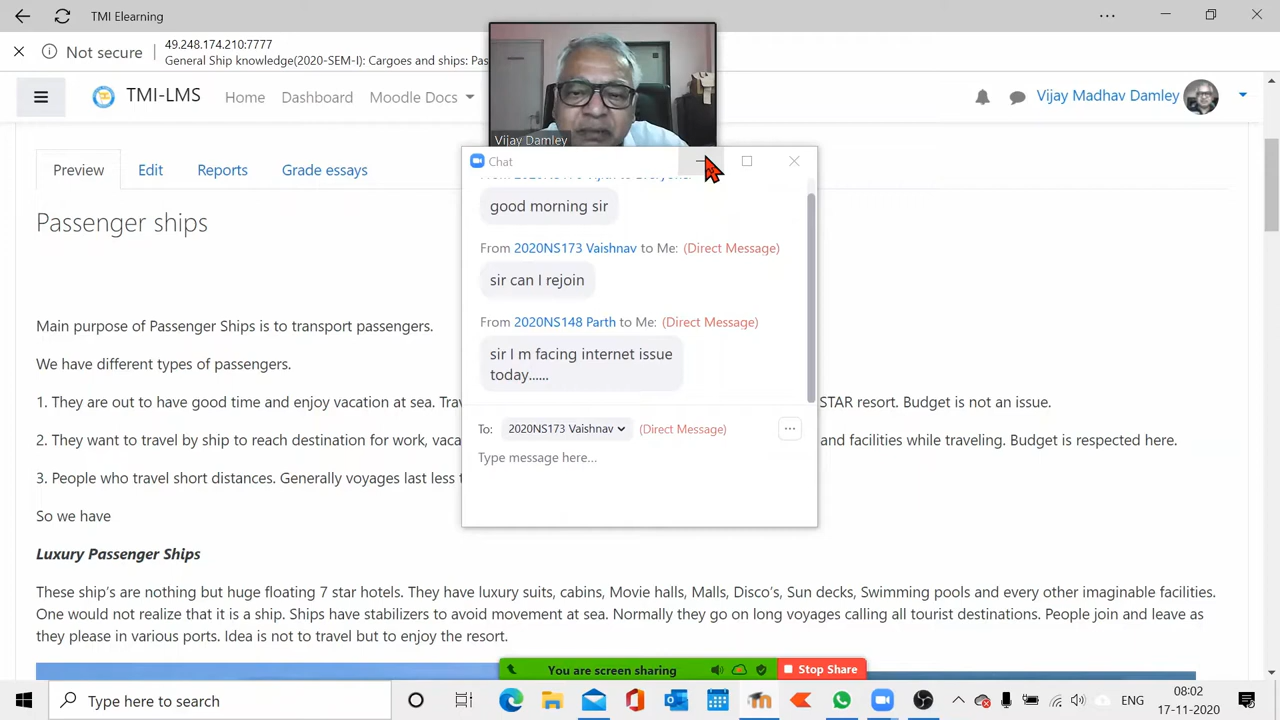 TMI Elearning
Not secure
49.248.174.210:7777
General Ship knowledge(2020-SEM-I): Cargoes and ships: Pas
TMI-LMS
Home
Dashboard
Moodle Docs
Vijay Madhav Damley
Vijay Damley
Preview
Edit
Reports
Grade essays
Passenger ships
Chat
good morning sir
From 2020NS173 Vaishnav to Me: (Direct Message)
sir can I rejoin
From 2020NS148 Parth to Me: (Direct Message)
sir I m facing internet issue
today......
To: 2020NS173 Vaishnav (Direct Message)
Type message here...
Main purpose of Passenger Ships is to transport passengers.
We have different types of passengers.
1. They are out to have good time and enjoy vacation at sea. STAR resort. Budget is not an issue.
2. They want to travel by ship to reach destination for work, and facilities while traveling. Budget is respected here.
3. People who travel short distances. Generally voyages last less
So we have
Luxury Passenger Ships
These ship's are nothing but huge floating 7 star hotels. They have luxury suits, cabins, Movie halls, Malls, Disco's, Sun decks, Swimming pools and every other imaginable facilities.
One would not realize that it is a ship. Ships have stabilizers to avoid movement at sea. Normally they go on long voyages calling all tourist destinations. People join and leave as
they please in various ports. Idea is not to travel but to enjoy the resort.
You are screen sharing
Stop Share
Type here to search
ENG
08:02
17-11-2020